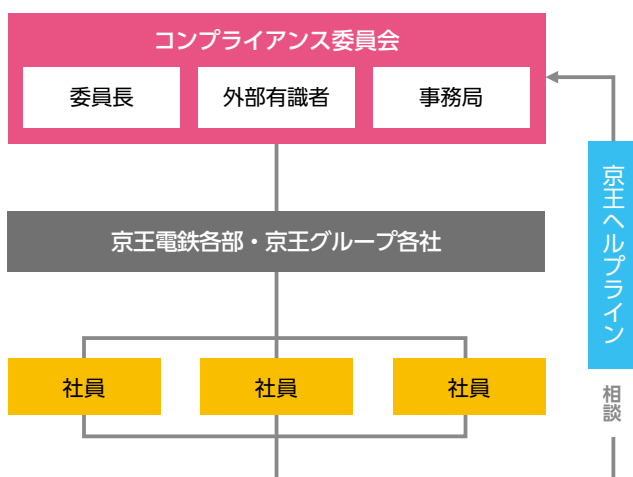 コンプライアンス委員会
委員長
外部有識者
事務局
京王電鉄各部・京王グループ各社
社員
社員
社員
京王ヘルプライン
相談